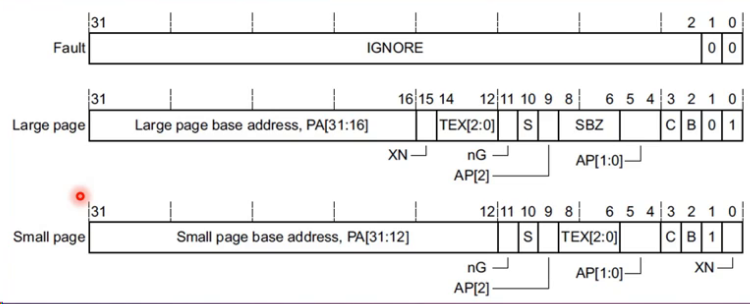 31 2 1 0
Fault IGNORE 0 0
31 16 15 14 12 11 10 9 8 6 5 4 3 2 1 0
Large page Large page base address, PA[31:16] TEX[2:0] S SBZ C B 0 1
XN nG AP[1:0]
AP[2]
31 12 11 10 9 8 6 5 4 3 2 1 0
Small page Small page base address, PA[31:12] S TEX[2:0] C B 1
nG AP[1:0] XN
AP[2]